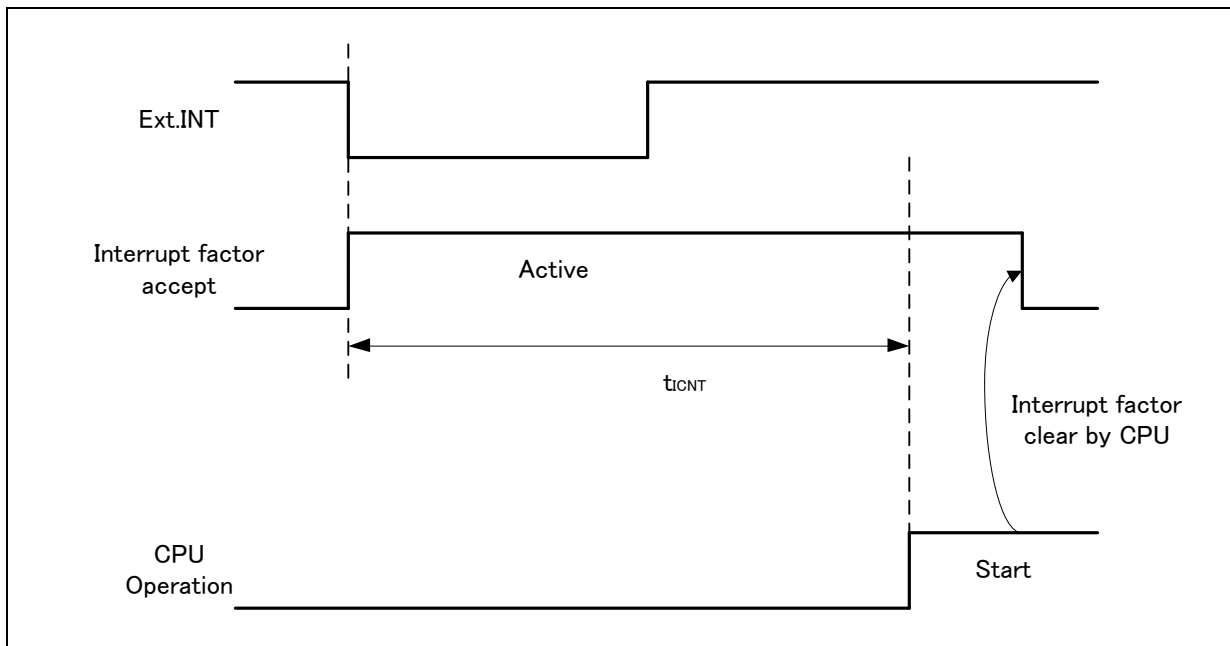 Ext.INT
Interrupt factor
accept
Active
tICNT
Interrupt factor
clear by CPU
CPU
Operation
Start